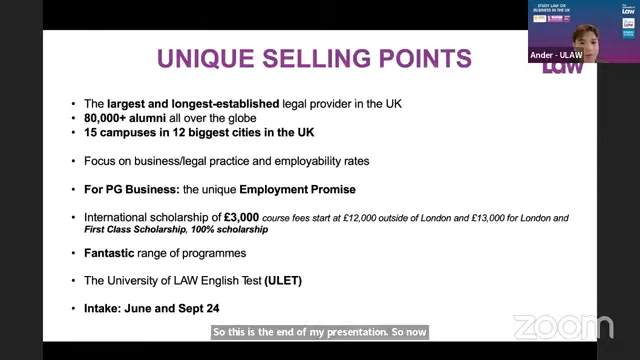 STUDY LAW OR
BUSINESS IN THE UK
Law
Ander - ULAW
UNIQUE SELLING POINTS
Law
• The largest and longest-established legal provider in the UK
• 80,000+ alumni all over the globe
• 15 campuses in 12 biggest cities in the UK
• Focus on business/legal practice and employability rates
• For PG Business: the unique Employment Promise
• International scholarship of £3,000 course fees start at £12,000 outside of London and £13,000 for London and
First Class Scholarship, 100% scholarship
• Fantastic range of programmes
• The University of LAW English Test (ULET)
• Intake: June and Sept 24
So this is the end of my presentation. So now
zoom